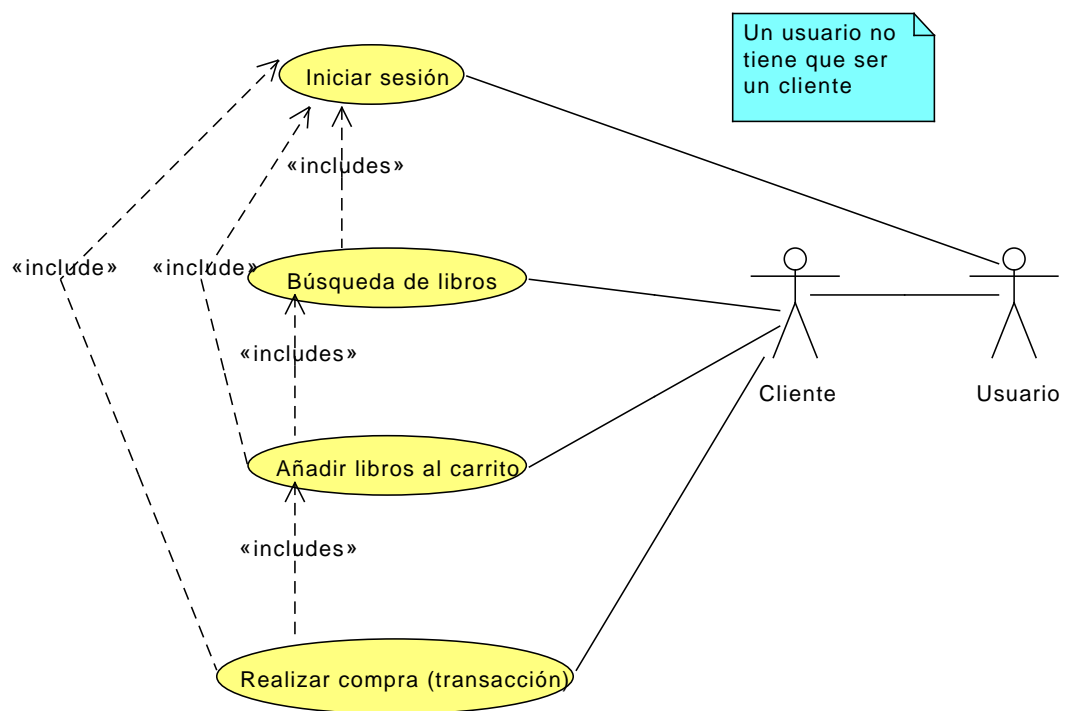 Un usuario no
tiene que ser
un cliente
Iniciar sesión
«includes»
«include»
«include»
Búsqueda de libros
«includes»
Cliente
Usuario
Añadir libros al carrito
«includes»
Realizar compra (transacción)